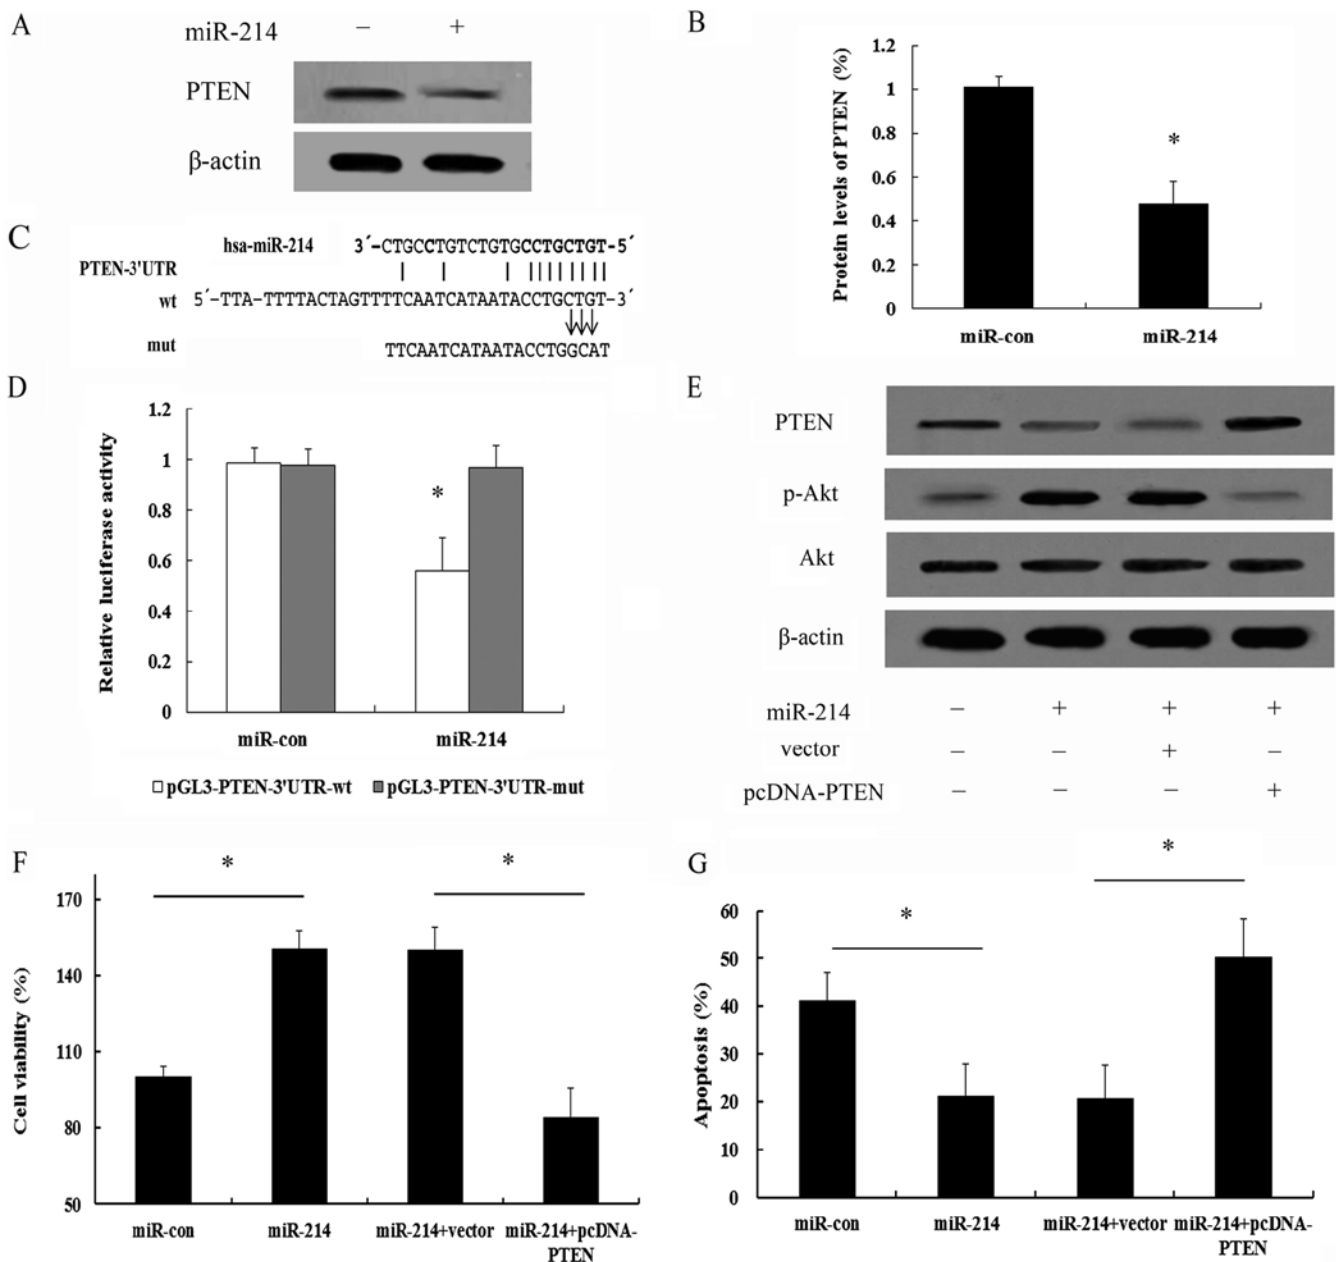 A
miR-214 – +
PTEN
β-actin
B
Protein levels of PTEN (%)
1.2
1
0.8
0.6
0.4
0.2
0
*
miR-con miR-214
C
hsa-miR-214 3´-CTGCCTGTCTGTGCCTGCTGT-5´
PTEN-3'UTR
wt 5´-TTA-TTTTACTAGTTTTCAATCATAATACCTGCTGT-3´
mut TTCAATCATAATACCTGGCAT
D
Relative luciferase activity
1.2
1
0.8
0.6
0.4
0.2
0
*
miR-con miR-214
pGL3-PTEN-3'UTR-wt pGL3-PTEN-3'UTR-mut
E
PTEN
p-Akt
Akt
β-actin
miR-214 – + + +
vector – – + –
pcDNA-PTEN – – – +
F
Cell viability (%)
170
140
110
80
50
* *
miR-con miR-214 miR-214+vector miR-214+pcDNA-
PTEN
G
Apoptosis (%)
60
50
40
30
20
10
0
* *
miR-con miR-214 miR-214+vector miR-214+pcDNA-
PTEN